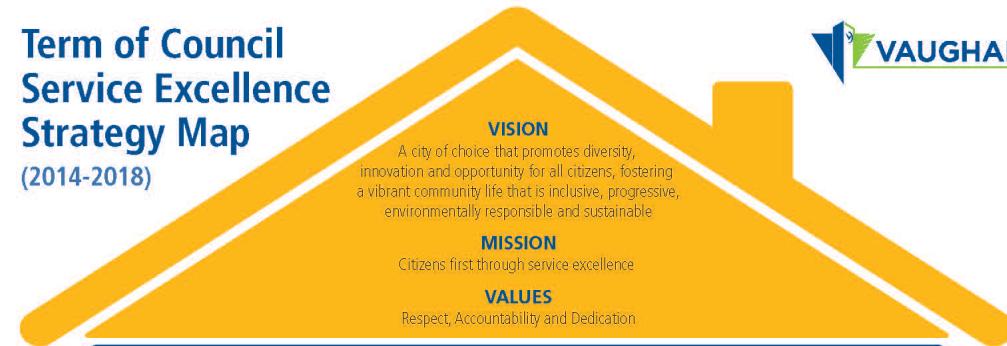 Term of Council
Service Excellence
Strategy Map
(2014-2018)
VAUGHA
VISION
A city of choice that promotes diversity,
innovation and opportunity for all citizens, fostering
a vibrant community life that is inclusive, progressive,
environmentally responsible and sustainable
MISSION
Citizens first through service excellence
VALUES
Respect, Accountability and Dedication